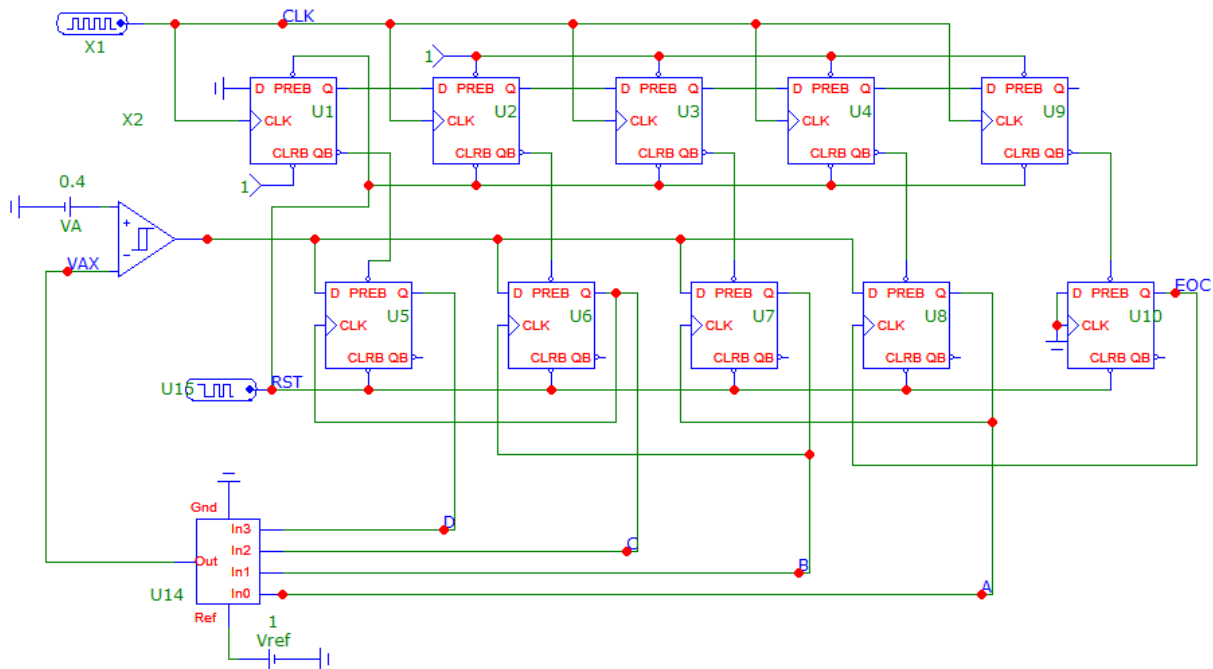 CLK
X1
1
D PREB Q
U1
CLK
CLRB QB
D PREB Q
U2
CLK
CLRB QB
D PREB Q
U3
CLK
CLRB QB
D PREB Q
U4
CLK
CLRB QB
D PREB Q
U9
CLK
CLRB QB
X2
1
0.4
VA
+
−
VAX
D PREB Q
U5
CLK
CLRB QB
D PREB Q
U6
CLK
CLRB QB
D PREB Q
U7
CLK
CLRB QB
D PREB Q
U8
CLK
CLRB QB
D PREB Q
U10
CLK
CLRB QB
EOC
U15
RST
Gnd
In3
In2
In1
In0
Out
Ref
U14
D
C
B
A
1
Vref